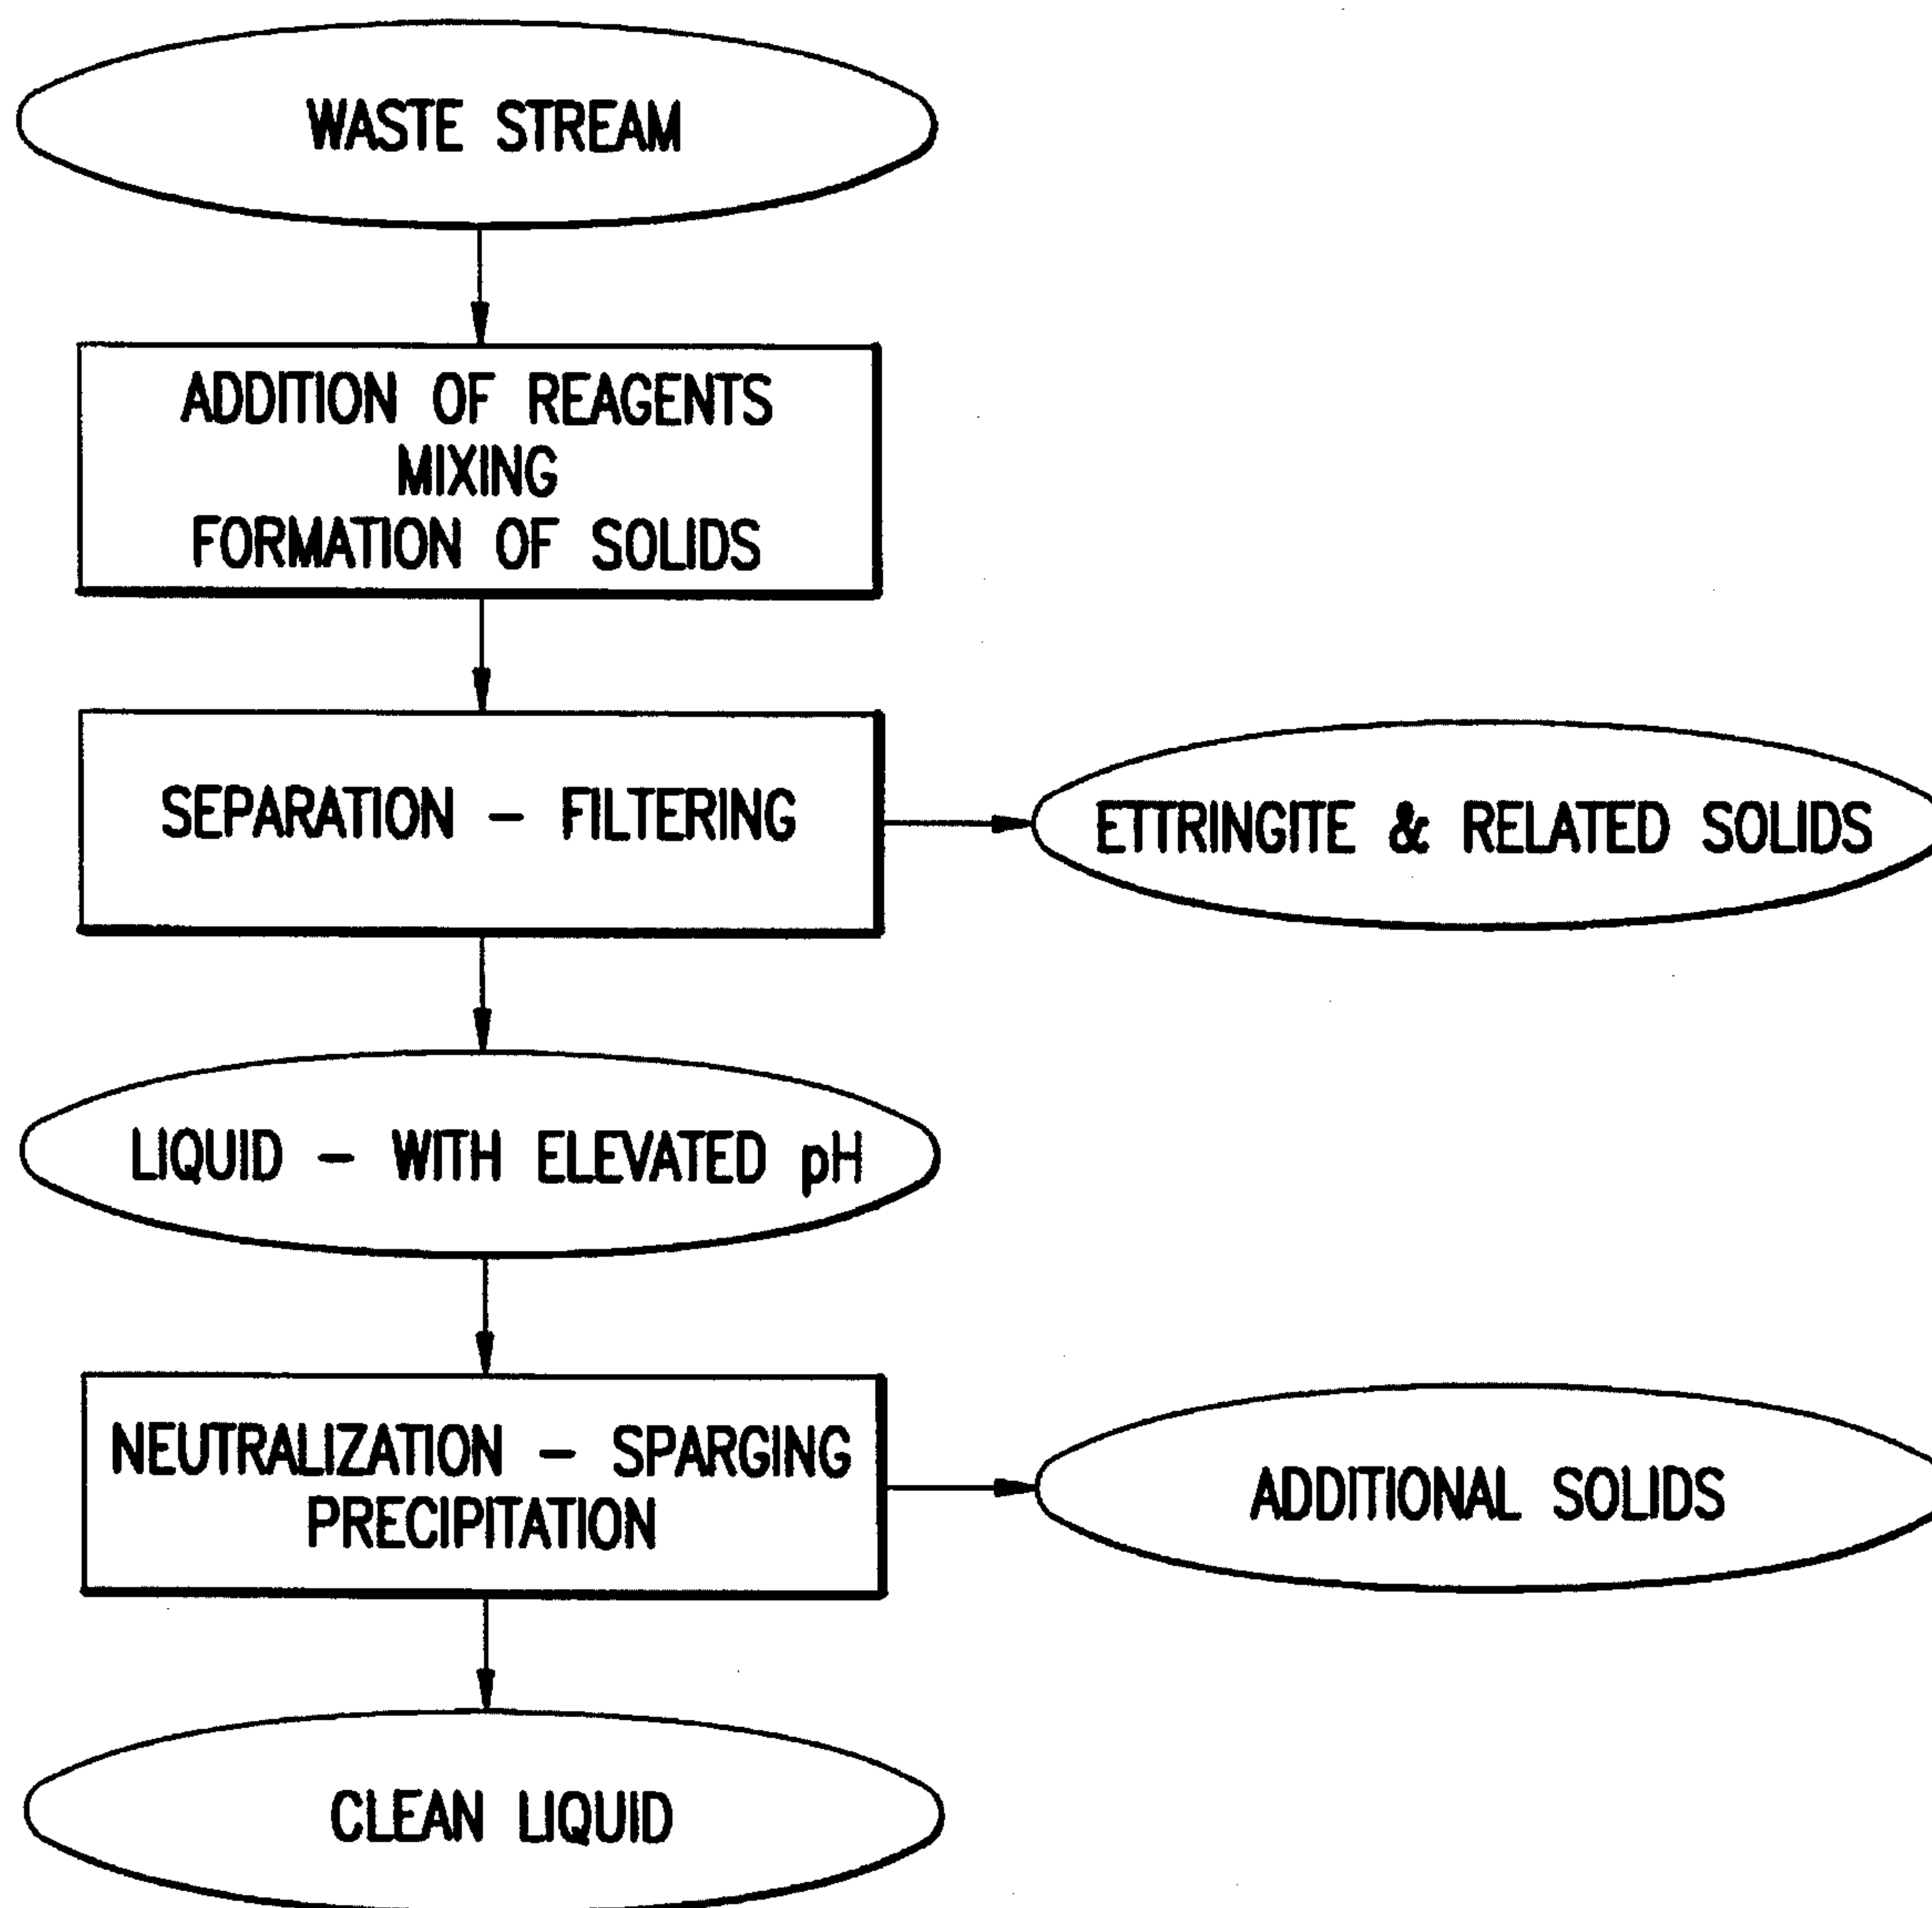 WASTE STREAM
ADDITION OF REAGENTS
MIXING
FORMATION OF SOLIDS
SEPARATION — FILTERING
ETTRINGITE & RELATED SOLIDS
LIQUID — WITH ELEVATED pH
NEUTRALIZATION — SPARGING
PRECIPITATION
ADDITIONAL SOLIDS
CLEAN LIQUID